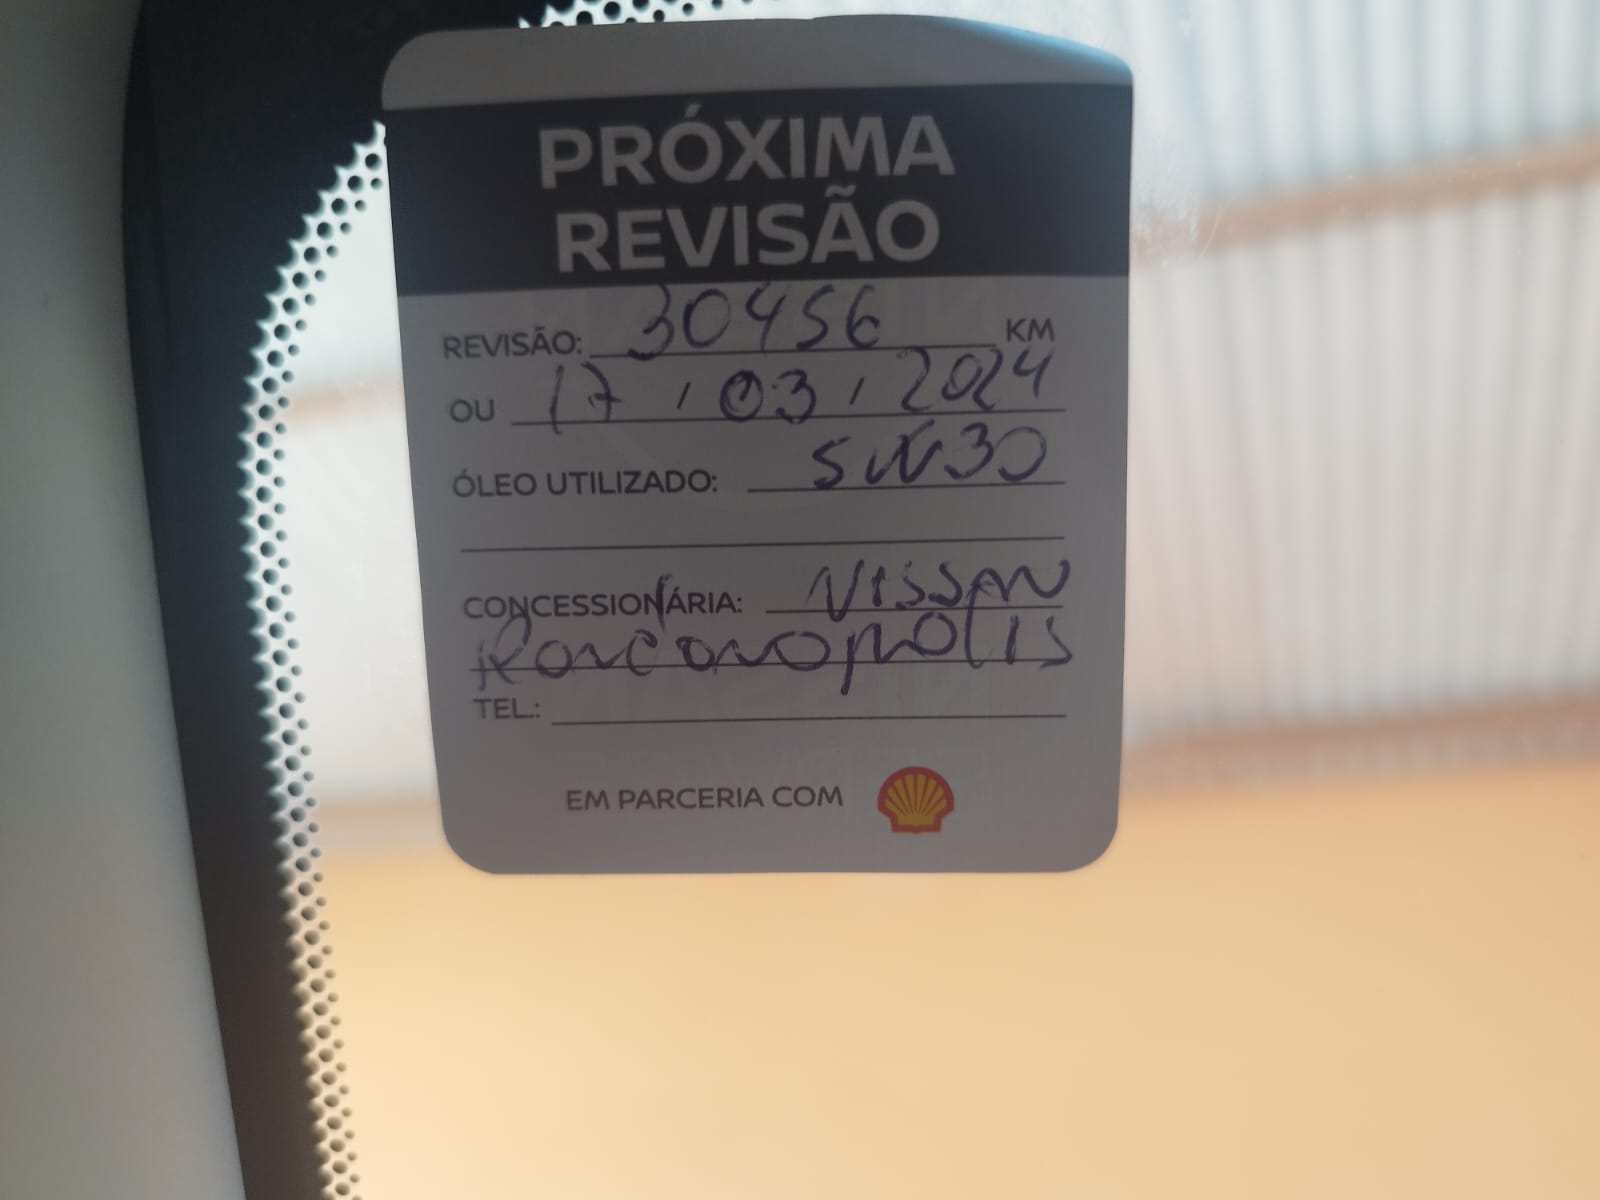 PRÓXIMA
REVISÃO
REVISÃO: 30456 KM
OU 17 / 03 / 2024
ÓLEO UTILIZADO: 5W30
CONCESSIONÁRIA: NISSAN
Rondonopolis
TEL.:
EM PARCERIA COM